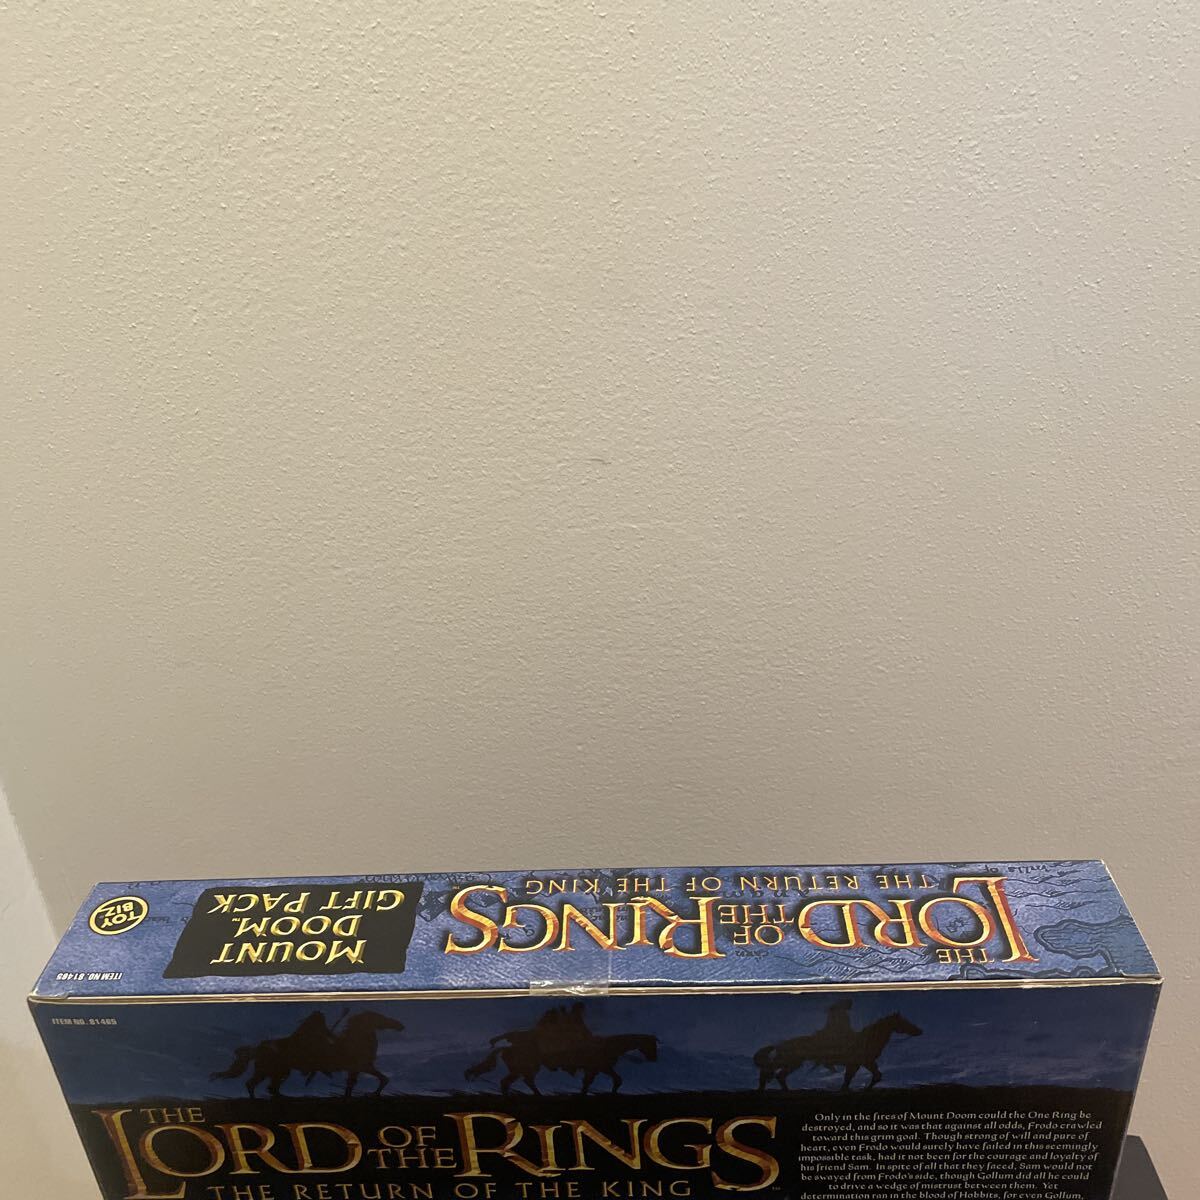 THE
LORD OF THE RINGS
THE RETURN OF THE KING
MOUNT
DOOM™
GIFT PACK
TOY
BIZ
ITEM NO. 81465
ITEM NO. 81465
THE
LORD OF THE RINGS
THE RETURN OF THE KING
Only in the fires of Mount Doom could the One Ring be
destroyed, and so it was that against all odds, Frodo crawled
toward this grim goal. Though strong of will and pure of
heart, even Frodo would surely have failed in this seemingly
impossible task, had it not been for the courage and loyalty of
his friend Sam. In spite of all that they faced, Sam would not
be swayed from Frodo's side, though Gollum did all he could
to drive a wedge of mistrust between them. Yet
determination ran in the blood of Hobbits, for even Gollum,